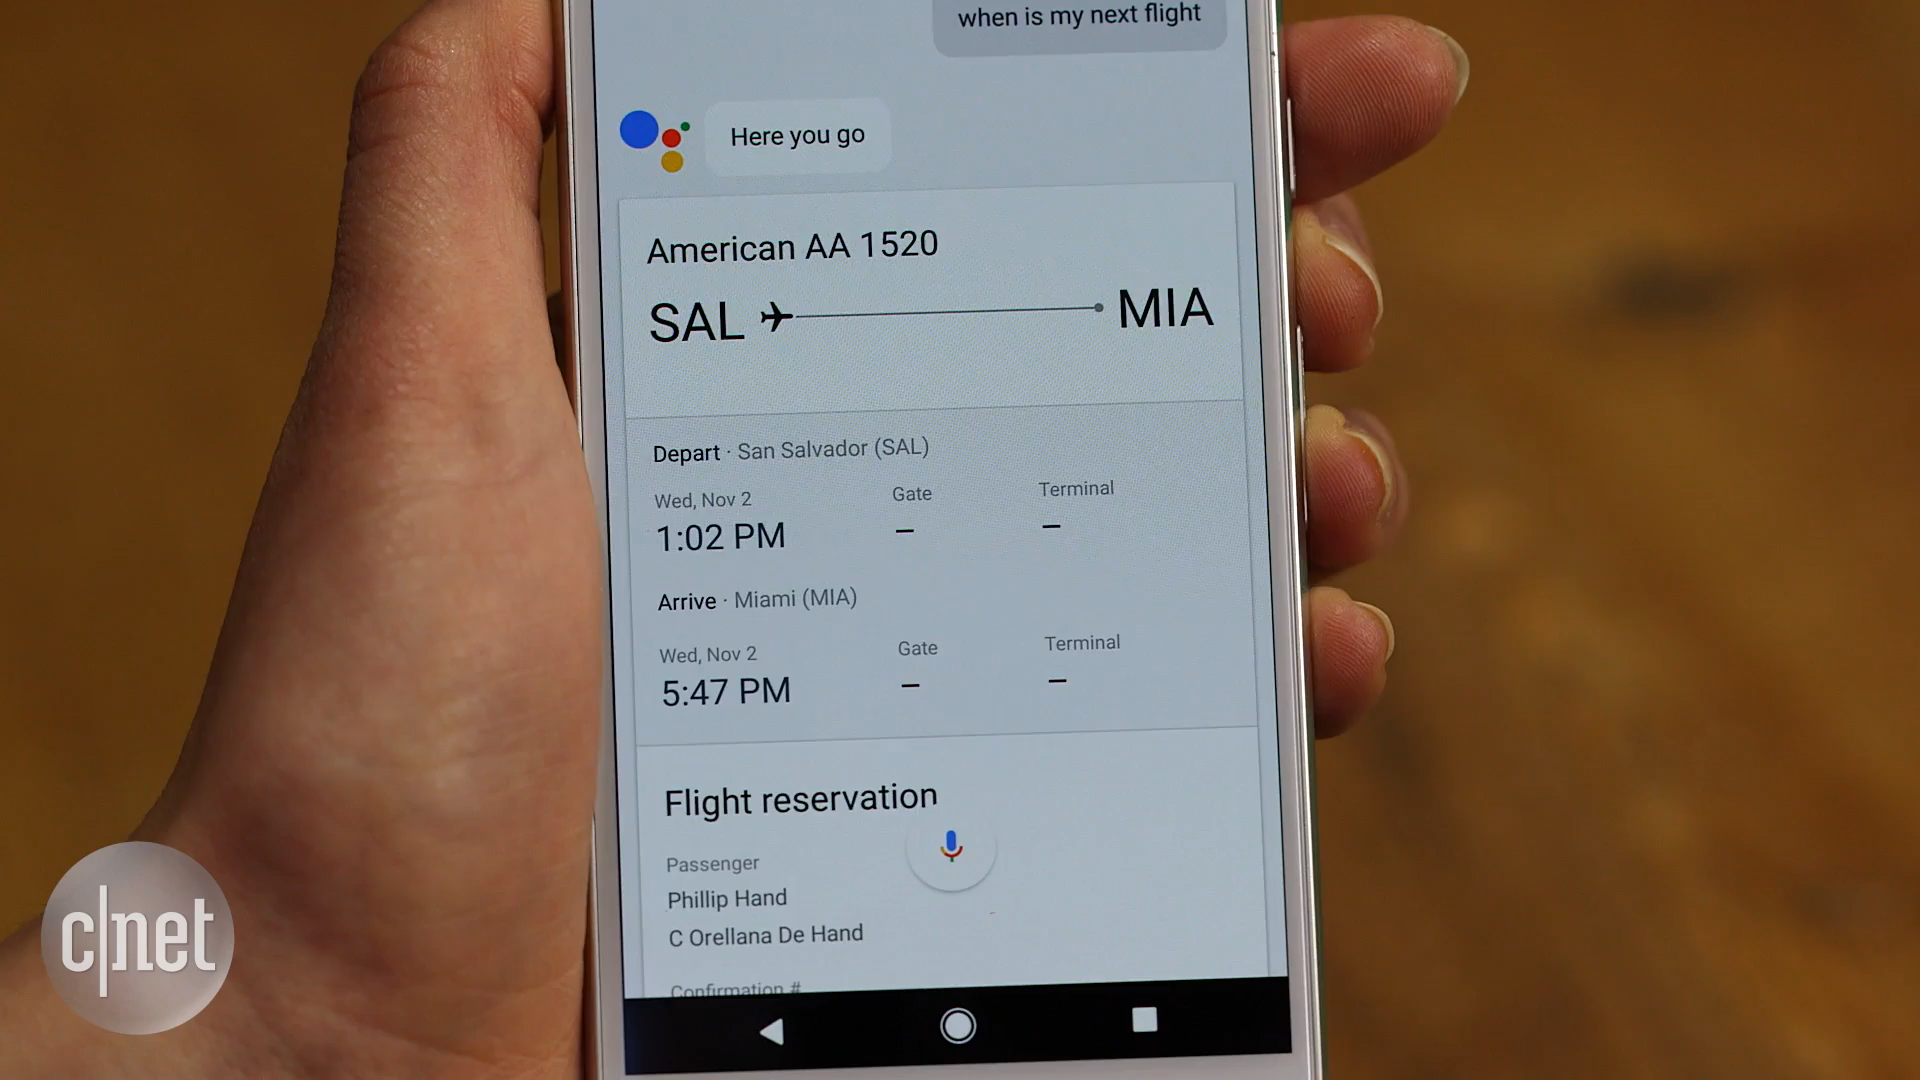 when is my next flight
Here you go
American AA 1520
SAL MIA
Depart · San Salvador (SAL)
Wed, Nov 2 Gate Terminal
1:02 PM – –
Arrive · Miami (MIA)
Wed, Nov 2 Gate Terminal
5:47 PM – –
Flight reservation
Passenger
Phillip Hand
C Orellana De Hand
Confirmation #
c|net